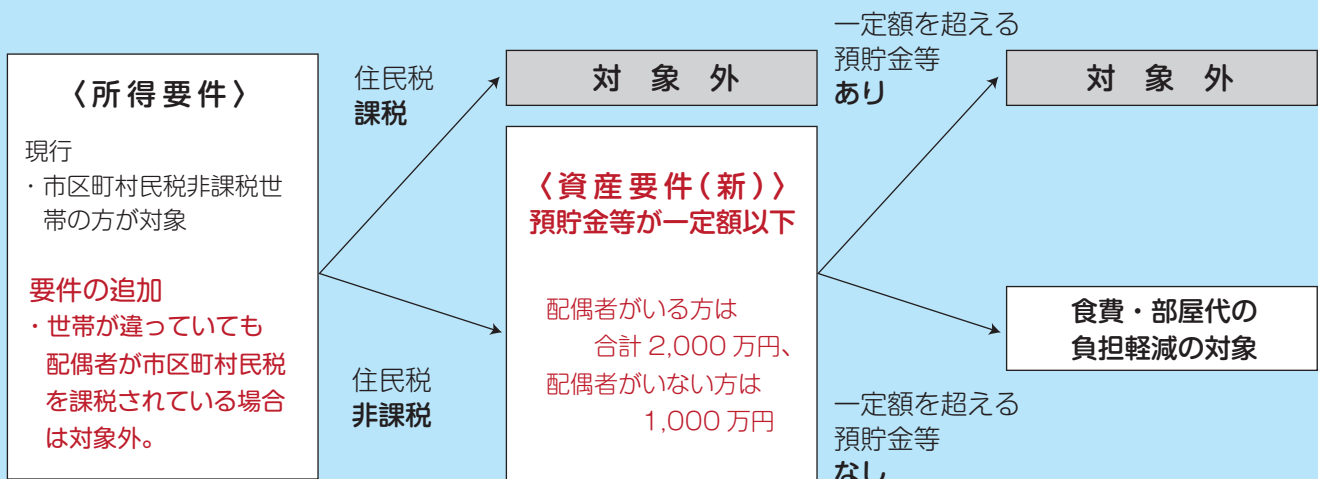 〈所得要件〉
現行
・市区町村民税非課税世
帯の方が対象
要件の追加
・世帯が違っていても
配偶者が市区町村民税
を課税されている場合
は対象外。
住民税
課税
住民税
非課税
対 象 外
〈資産要件(新)〉
預貯金等が一定額以下
配偶者がいる方は
合計 2,000 万円、
配偶者がいない方は
1,000 万円
一定額を超える
預貯金等
あり
一定額を超える
預貯金等
なし
対 象 外
食費・部屋代の
負担軽減の対象